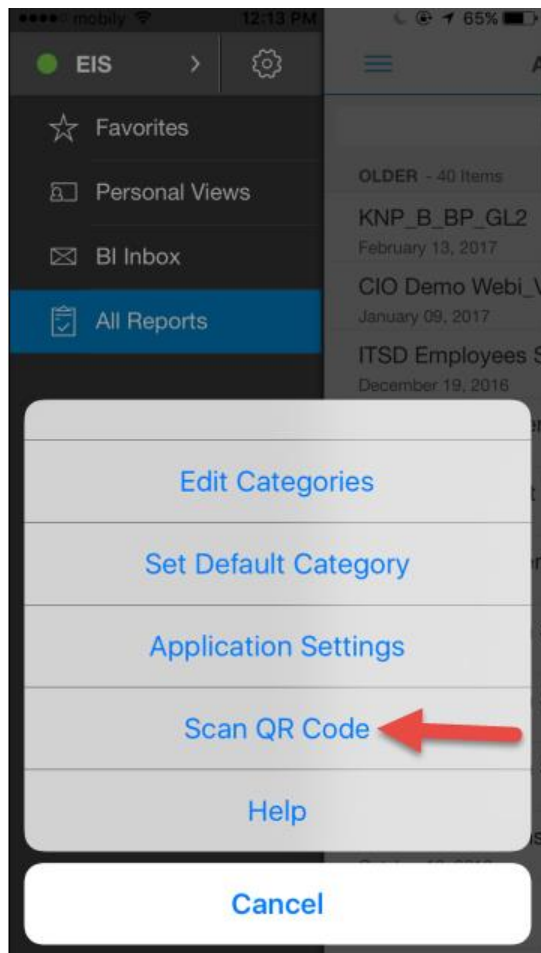 mobily 12:13 PM 65%
EIS >
Favorites
Personal Views
BI Inbox
All Reports
OLDER - 40 Items
KNP_B_BP_GL2
February 13, 2017
CIO Demo Webi_
January 09, 2017
ITSD Employees S
December 19, 2016
Edit Categories
Set Default Category
Application Settings
Scan QR Code
Help
Cancel